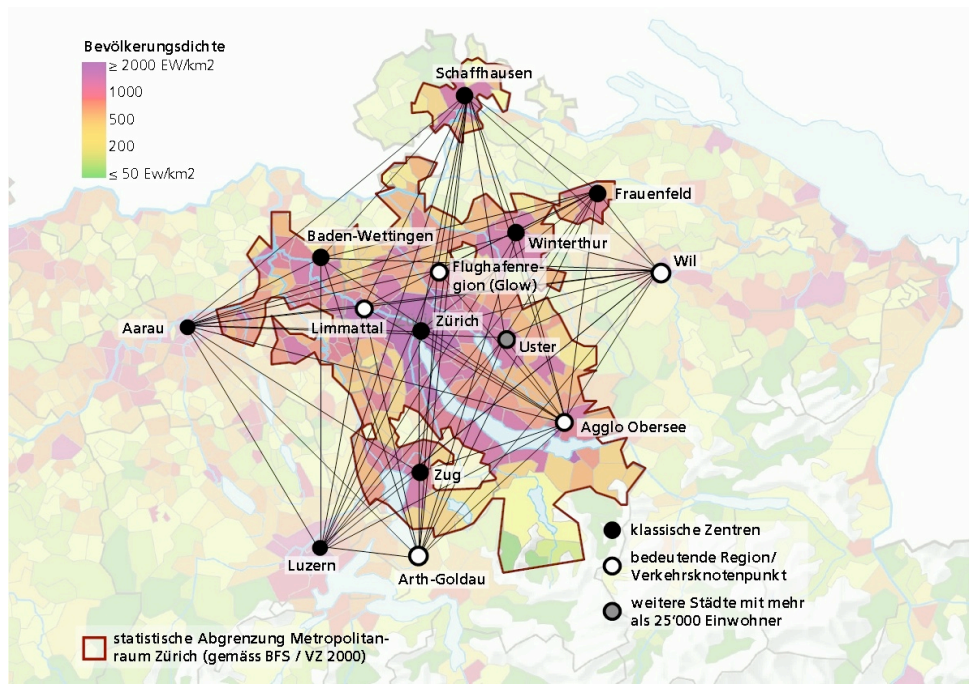 Bevölkerungsdichte
≥ 2000 EW/km2
1000
500
200
≤ 50 Ew/km2
Schaffhausen
Frauenfeld
Baden-Wettingen
Winterthur
Wil
Flughafenre-
gion (Glow)
Aarau
Limmattal
Zürich
Uster
Agglo Obersee
Zug
Luzern
Arth-Goldau
klassische Zentren
bedeutende Region/
Verkehrsknotenpunkt
weitere Städte mit mehr
als 25'000 Einwohner
statistische Abgrenzung Metropolitan-
raum Zürich (gemäss BFS / VZ 2000)